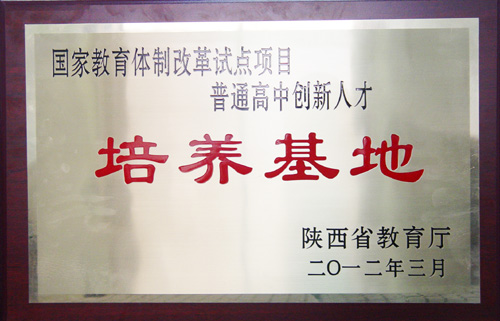 国家教育体制改革试点项目
普通高中创新人才
培养基地
陕西省教育厅
二〇一二年三月